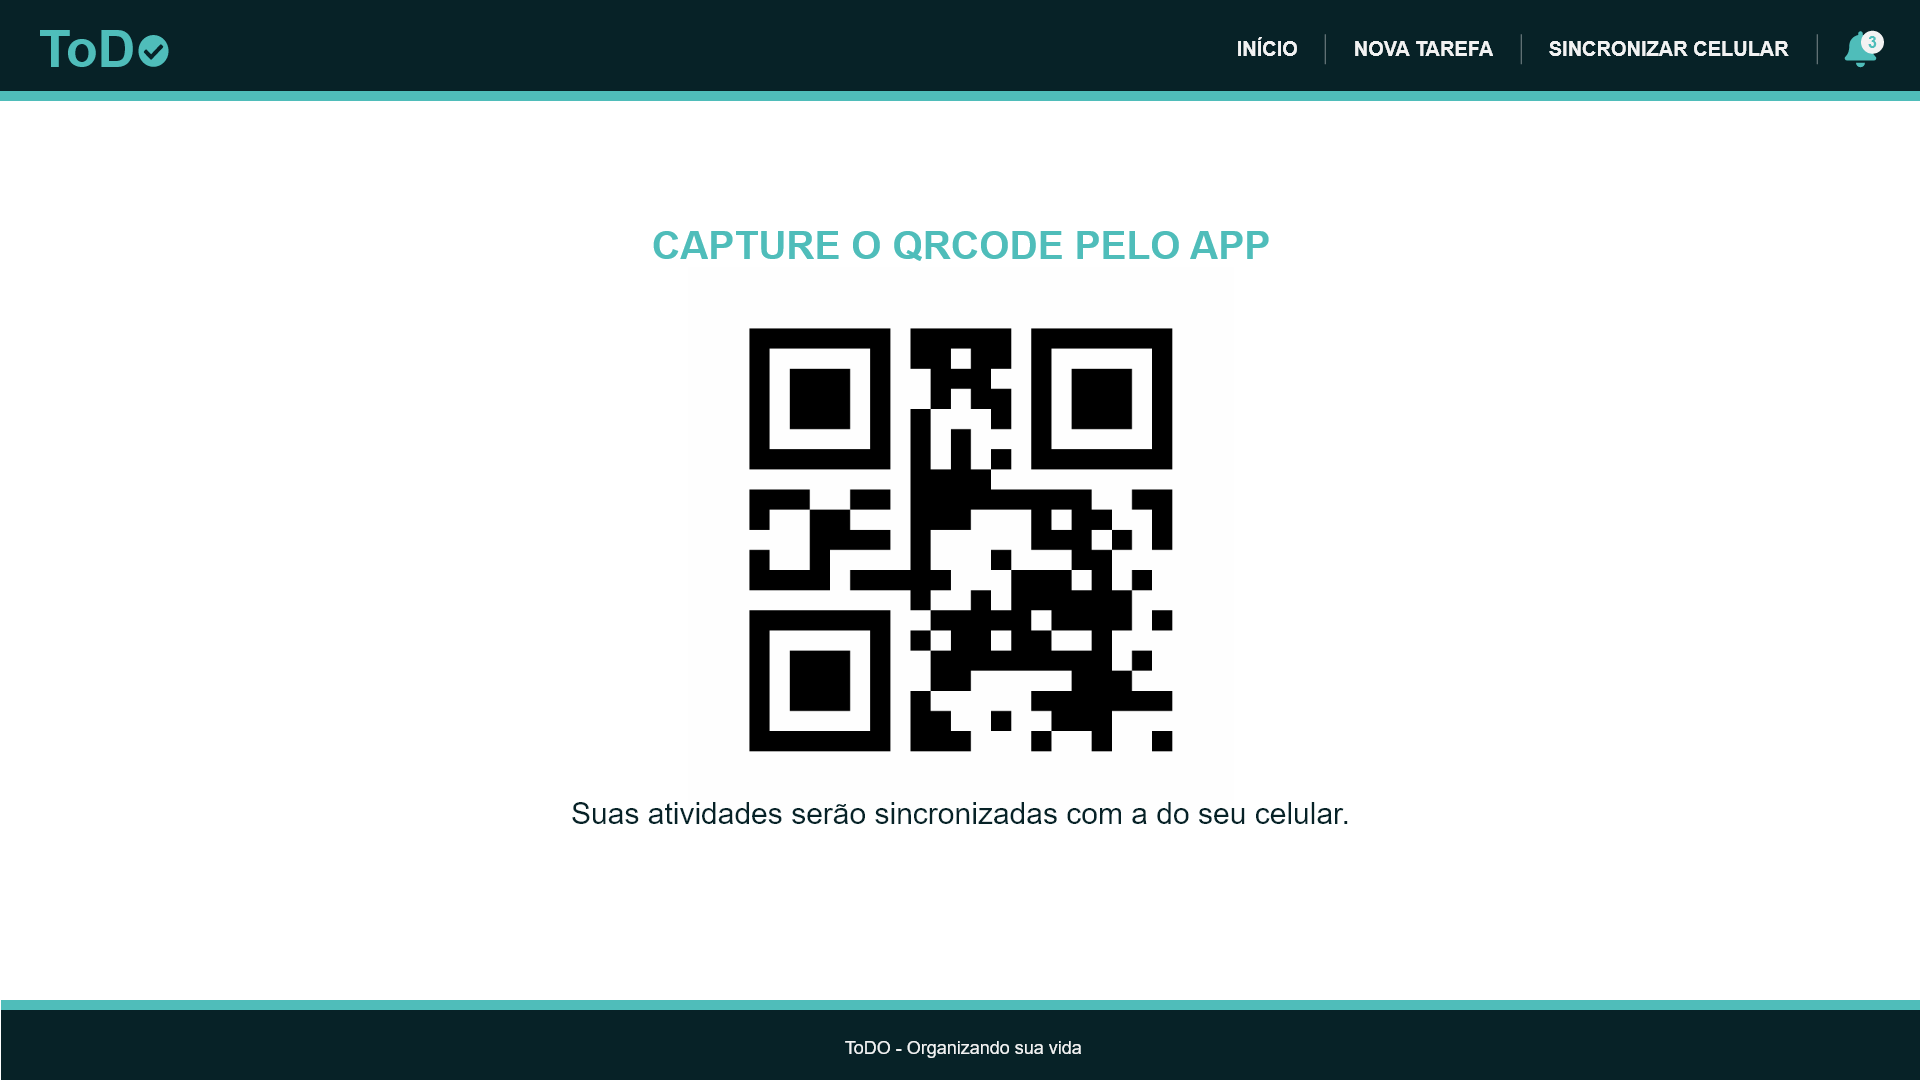 ToDO
INÍCIO
NOVA TAREFA
SINCRONIZAR CELULAR
3
CAPTURE O QRCODE PELO APP
Suas atividades serão sincronizadas com a do seu celular.
ToDO - Organizando sua vida